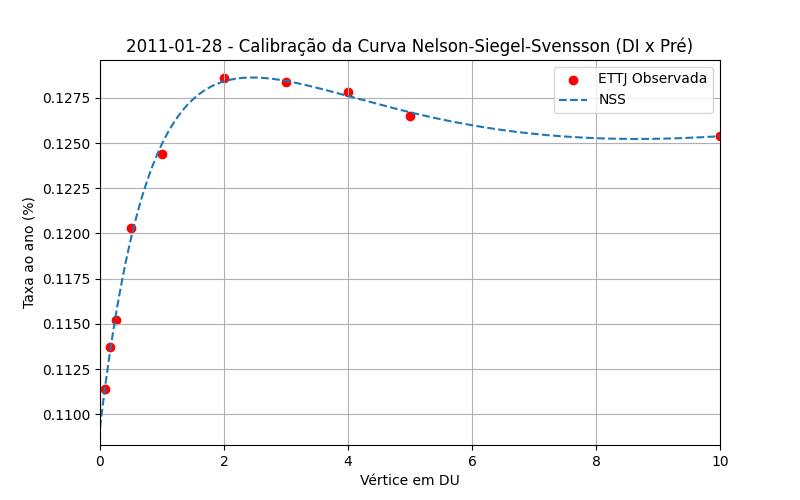 2011-01-28 - Calibração da Curva Nelson-Siegel-Svensson (DI x Pré)
ETTJ Observada
NSS
Taxa ao ano (%)
0.1275
0.1250
0.1225
0.1200
0.1175
0.1150
0.1125
0.1100
0 2 4 6 8 10
Vértice em DU